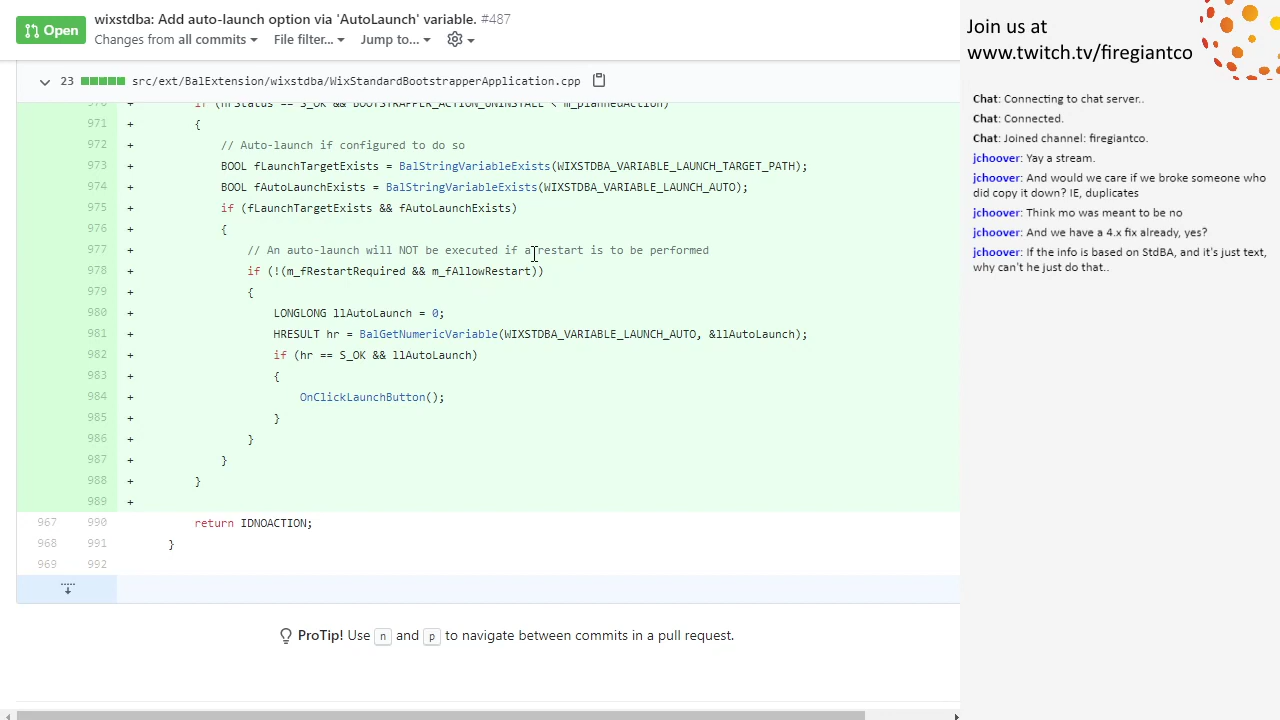 Open
wixstdba: Add auto-launch option via 'AutoLaunch' variable. #487
Changes from all commits File filter... Jump to...
23 src/ext/BalExtension/wixstdba/WixStandardBootstrapperApplication.cpp
970 + if (hrStatus == S_OK && BOOTSTRAPPER_ACTION_UNINSTALL < m_plannedAction)
971 + {
972 + // Auto-launch if configured to do so
973 + BOOL fLaunchTargetExists = BalStringVariableExists(WIXSTDBA_VARIABLE_LAUNCH_TARGET_PATH);
974 + BOOL fAutoLaunchExists = BalStringVariableExists(WIXSTDBA_VARIABLE_LAUNCH_AUTO);
975 + if (fLaunchTargetExists && fAutoLaunchExists)
976 + {
977 + // An auto-launch will NOT be executed if a restart is to be performed
978 + if (!(m_fRestartRequired && m_fAllowRestart))
979 + {
980 + LONGLONG llAutoLaunch = 0;
981 + HRESULT hr = BalGetNumericVariable(WIXSTDBA_VARIABLE_LAUNCH_AUTO, &llAutoLaunch);
982 + if (hr == S_OK && llAutoLaunch)
983 + {
984 + OnClickLaunchButton();
985 + }
986 + }
987 + }
988 + }
989 +
967 990 return IDNOACTION;
968 991 }
969 992
ProTip! Use n and p to navigate between commits in a pull request.
Join us at
www.twitch.tv/firegiantco
Chat: Connecting to chat server..
Chat: Connected.
Chat: Joined channel: firegiantco.
jchoover: Yay a stream.
jchoover: And would we care if we broke someone who
did copy it down? IE, duplicates
jchoover: Think mo was meant to be no
jchoover: And we have a 4.x fix already, yes?
jchoover: If the info is based on StdBA, and it's just text,
why can't he just do that..